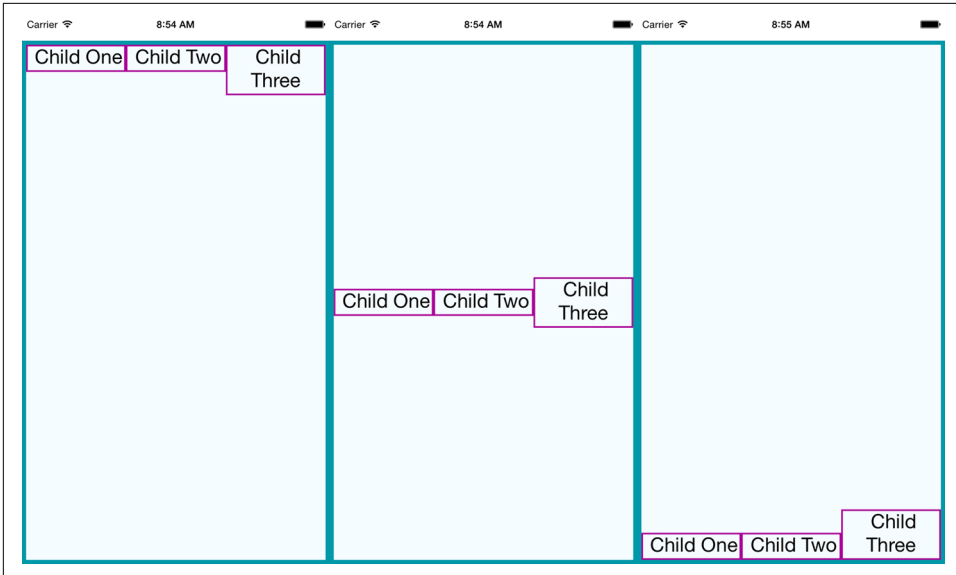 Carrier 8:54 AM
Child One Child Two Child
Three
Carrier 8:54 AM
Child One Child Two Child
Three
Carrier 8:55 AM
Child One Child Two Child
Three